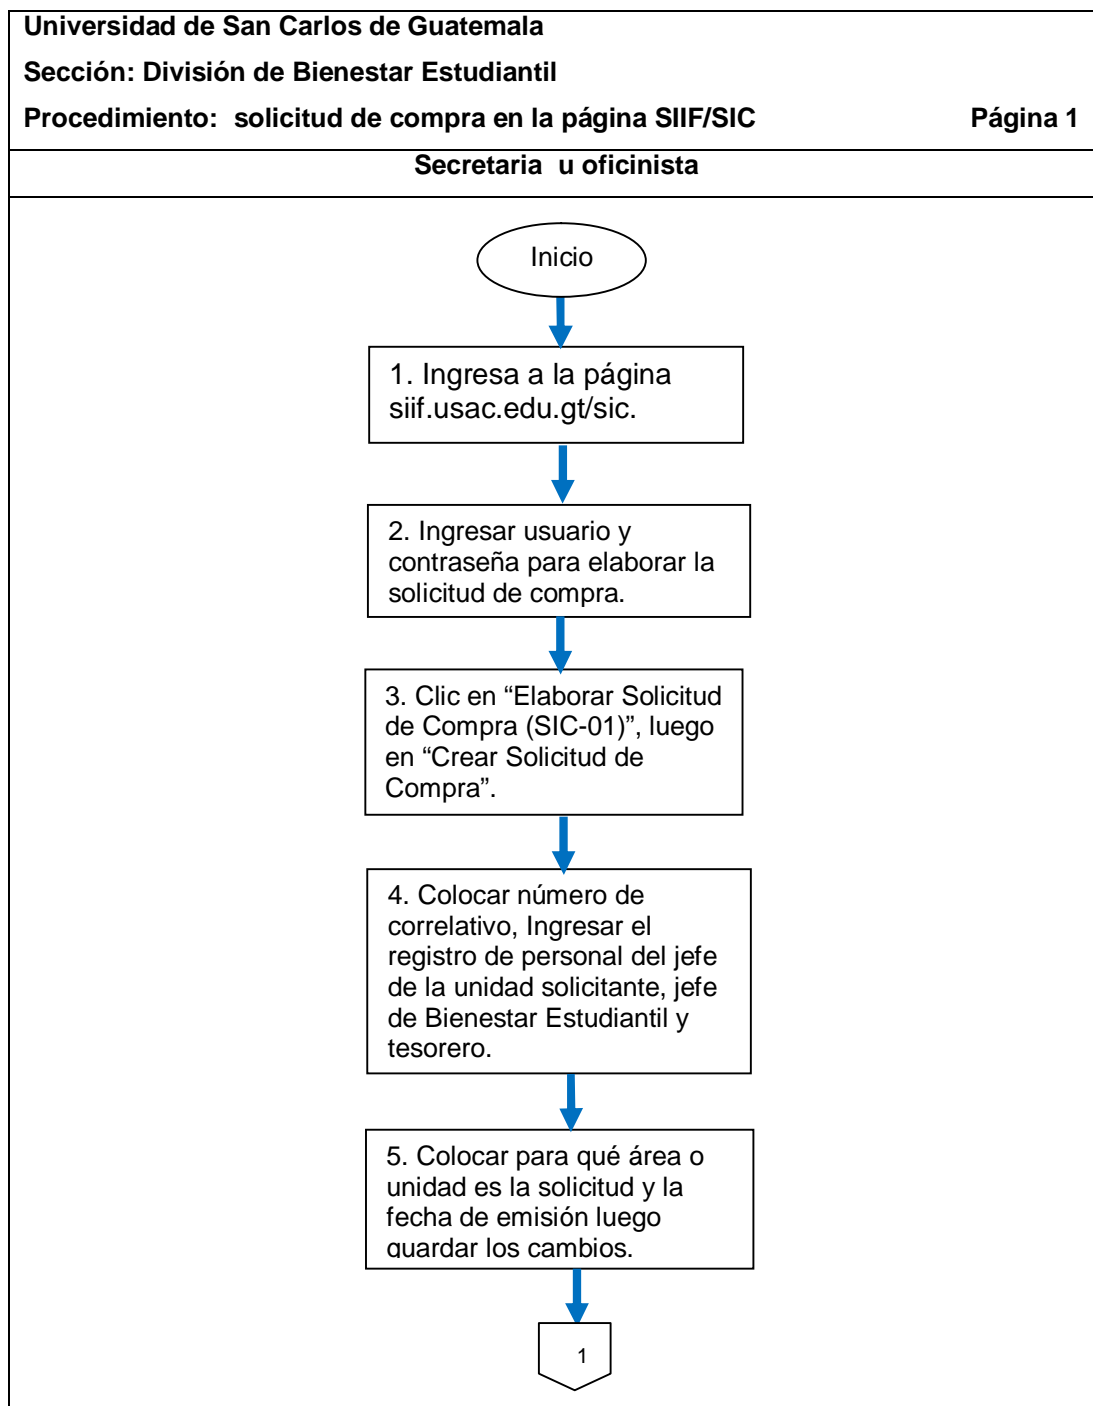 Universidad de San Carlos de Guatemala
Sección: División de Bienestar Estudiantil
Procedimiento: solicitud de compra en la página SIIF/SIC Página 1
Secretaria u oficinista
Inicio
1. Ingresa a la página
siif.usac.edu.gt/sic.
2. Ingresar usuario y
contraseña para elaborar la
solicitud de compra.
3. Clic en “Elaborar Solicitud
de Compra (SIC-01)”, luego
en “Crear Solicitud de
Compra”.
4. Colocar número de
correlativo, Ingresar el
registro de personal del jefe
de la unidad solicitante, jefe
de Bienestar Estudiantil y
tesorero.
5. Colocar para qué área o
unidad es la solicitud y la
fecha de emisión luego
guardar los cambios.
1